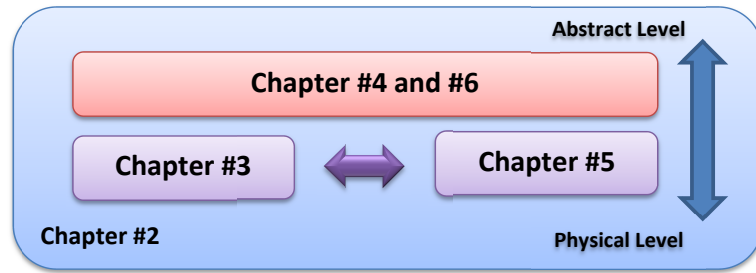 Abstract Level
Chapter #4 and #6
Chapter #3
Chapter #5
Chapter #2
Physical Level